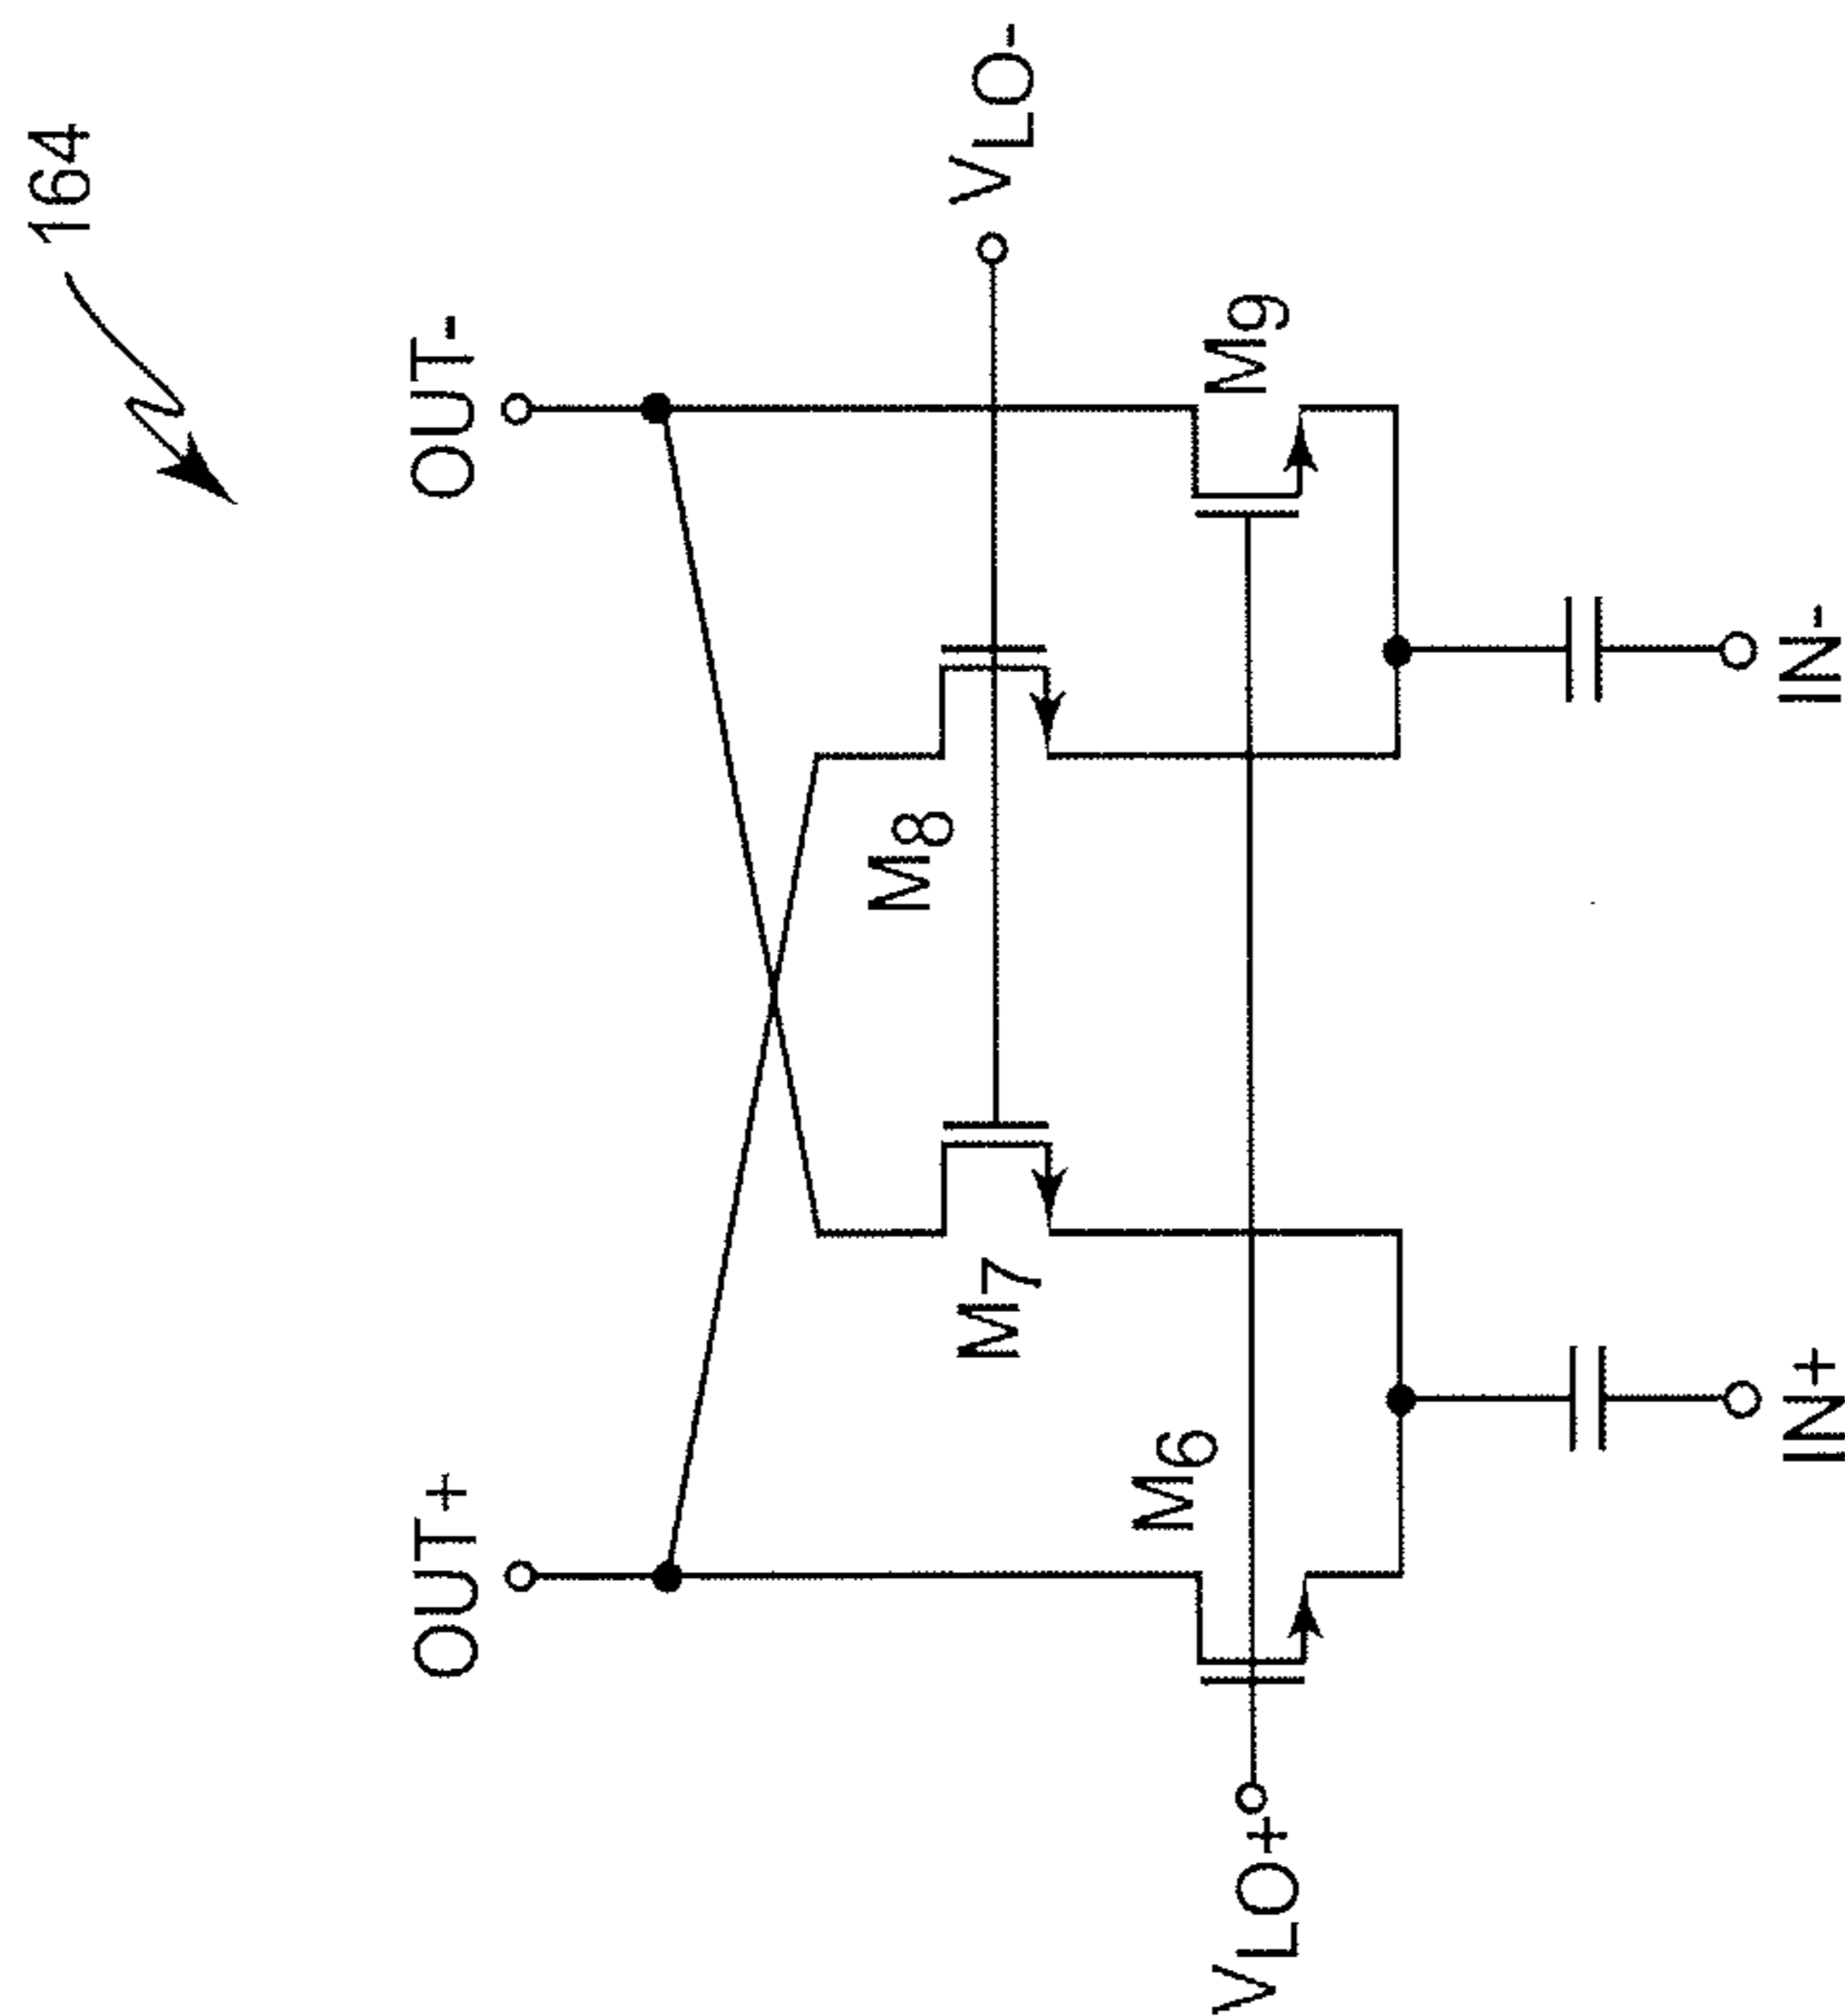 164
OUT+
OUT-
M7
M8
VLO-
VLO+
M6
M9
IN+
IN-